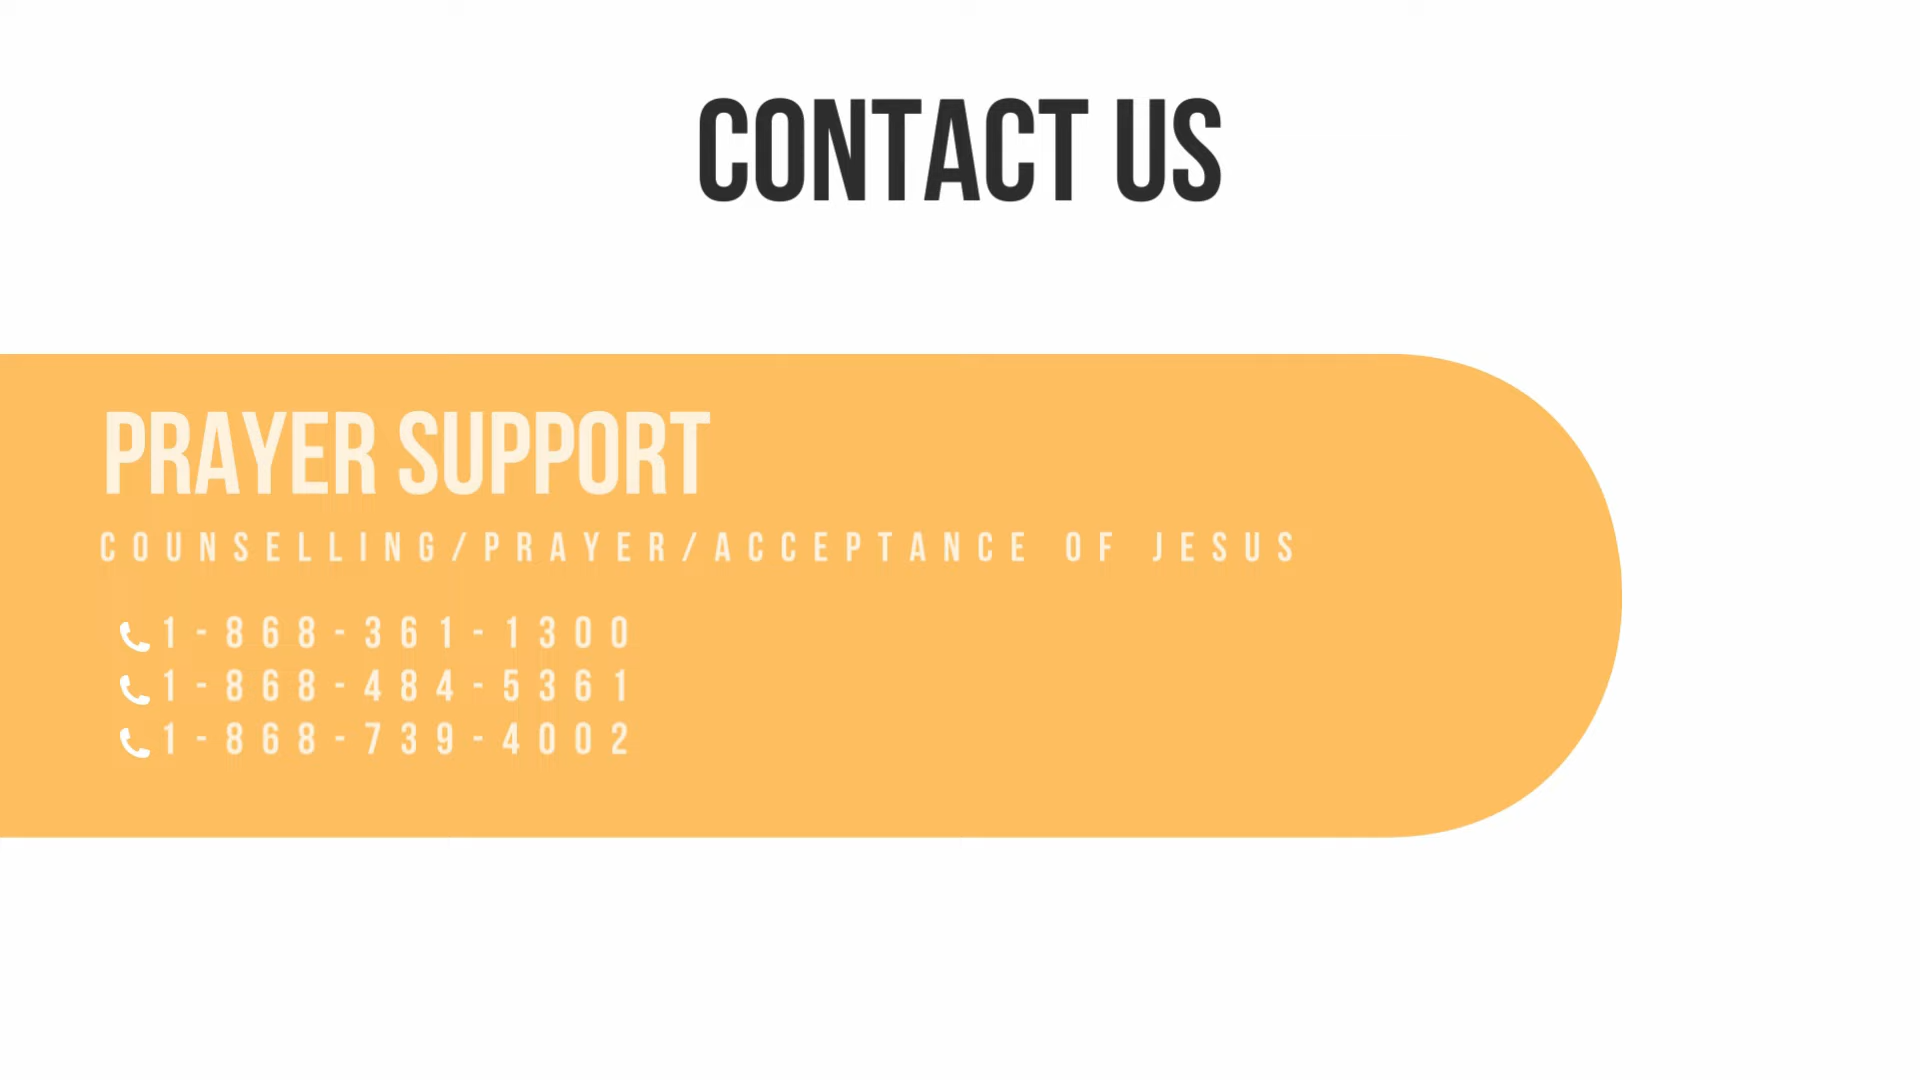 CONTACT US
PRAYER SUPPORT
COUNSELLING/PRAYER/ACCEPTANCE OF JESUS
1-868-361-1300
1-868-484-5361
1-868-739-4002